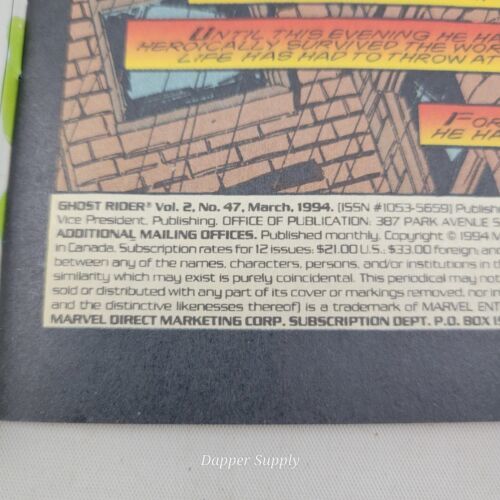 UNTIL THIS EVENING HE HA
HEROICALLY SURVIVED THE WOR
LIFE HAS HAD TO THROW AT
FOR
HE HA
GHOST RIDER® Vol. 2, No. 47, March, 1994. (ISSN #1053-5659) Publish
Vice President, Publishing. OFFICE OF PUBLICATION: 387 PARK AVENUE S
ADDITIONAL MAILING OFFICES. Published monthly. Copyright © 1994 M
in Canada. Subscription rates for 12 issues: $21.00 U.S., $33.00 foreign, and
between any of the names, characters, persons, and/or institutions in th
similarity which may exist is purely coincidental. This periodical may not
sold or distributed with any part of its cover or markings removed, nor in
and the distinctive likenesses thereof) is a trademark of MARVEL ENT
MARVEL DIRECT MARKETING CORP. SUBSCRIPTION DEPT. P.O. BOX 19
Dapper Supply